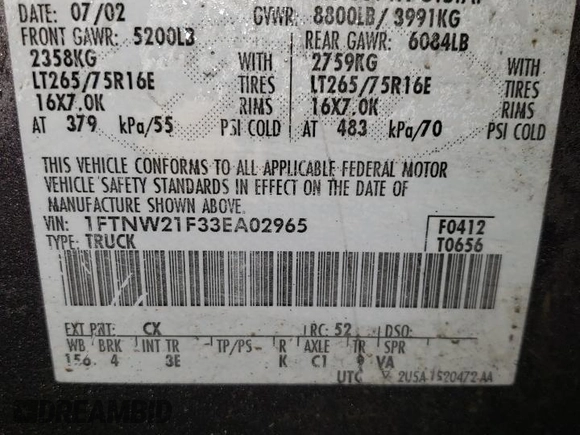 DATE: 07/02 GVWR: 8800LB/ 3991KG
FRONT GAWR: 5200LB REAR GAWR: 6084LB
2358KG WITH 2759KG WITH
LT265/75R16E TIRES LT265/75R16E TIRES
16X7.0K RIMS 16X7.0K RIMS
AT 379 kPa/55 PSI COLD AT 483 kPa/70 PSI COLD
THIS VEHICLE CONFORMS TO ALL APPLICABLE FEDERAL MOTOR
VEHICLE SAFETY STANDARDS IN EFFECT ON THE DATE OF
MANUFACTURE SHOWN ABOVE.
VIN: 1FTNW21F33EA02965 F0412
TYPE: TRUCK T0656
EXT PNT: CX RC: 52 DSO:
WB BRK INT TR TP/PS R AXLE TR SPR
156 4 3E K C1 VA
UTC
DREAMBID